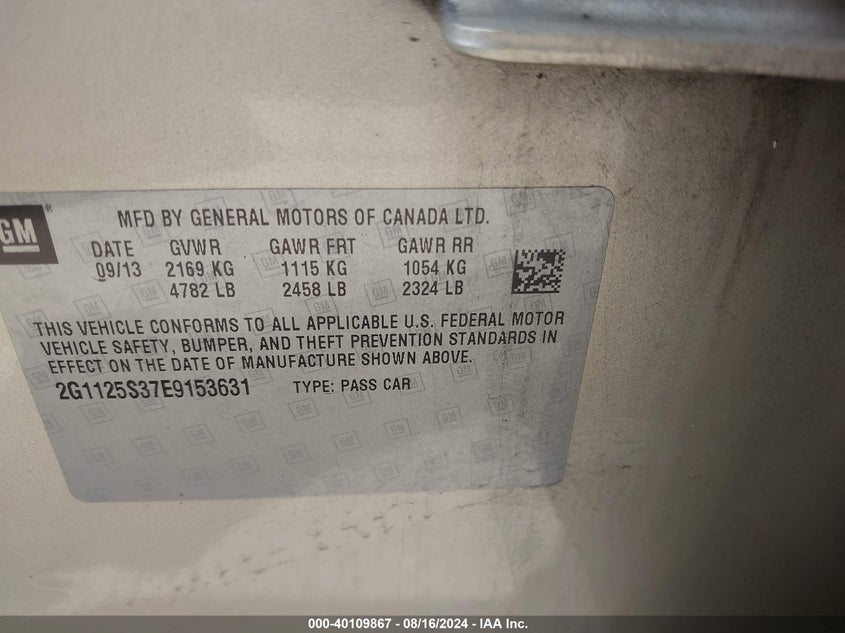 GM
MFD BY GENERAL MOTORS OF CANADA LTD.
DATE GVWR GAWR FRT GAWR RR
09/13 2169 KG 1115 KG 1054 KG
4782 LB 2458 LB 2324 LB
THIS VEHICLE CONFORMS TO ALL APPLICABLE U.S. FEDERAL MOTOR
VEHICLE SAFETY, BUMPER, AND THEFT PREVENTION STANDARDS IN
EFFECT ON THE DATE OF MANUFACTURE SHOWN ABOVE.
2G1125S37E9153631 TYPE: PASS CAR
000-40109867 - 08/16/2024 - IAA Inc.